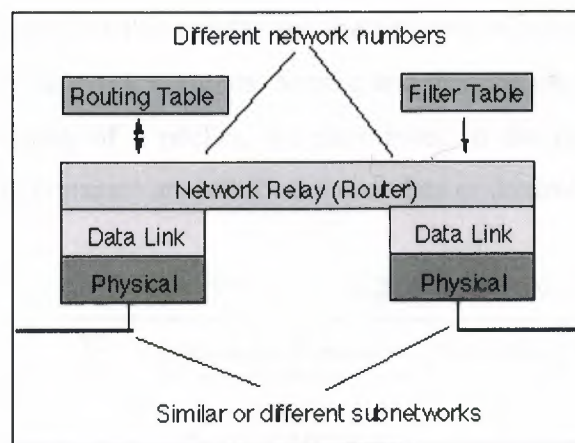 Different network numbers
Routing Table
Filter Table
Network Relay (Router)
Data Link
Data Link
Physical
Physical
Similar or different subnetworks